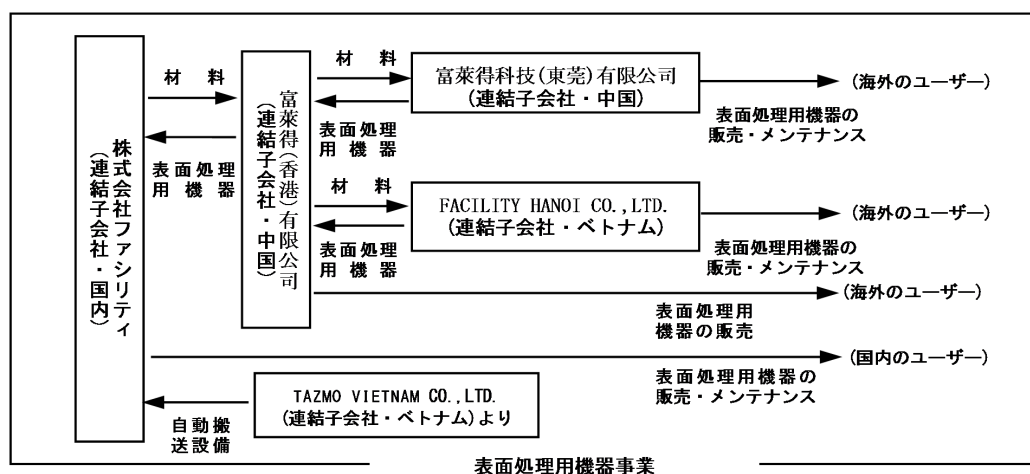 株式会社ファシリティ
(連結子会社・国内)
材料
表面処理
用機器
富萊得(香港)有限公司
(連結子会社・中国)
材料
表面処理
用機器
富萊得科技(東莞)有限公司
(連結子会社・中国)
(海外のユーザー)
表面処理用機器の
販売・メンテナンス
材料
表面処理
用機器
FACILITY HANOI CO.,LTD.
(連結子会社・ベトナム)
(海外のユーザー)
表面処理用機器の
販売・メンテナンス
(海外のユーザー)
表面処理用
機器の販売
(国内のユーザー)
表面処理用機器の
販売・メンテナンス
TAZMO VIETNAM CO.,LTD.
(連結子会社・ベトナム)より
自動搬
送設備
表面処理用機器事業